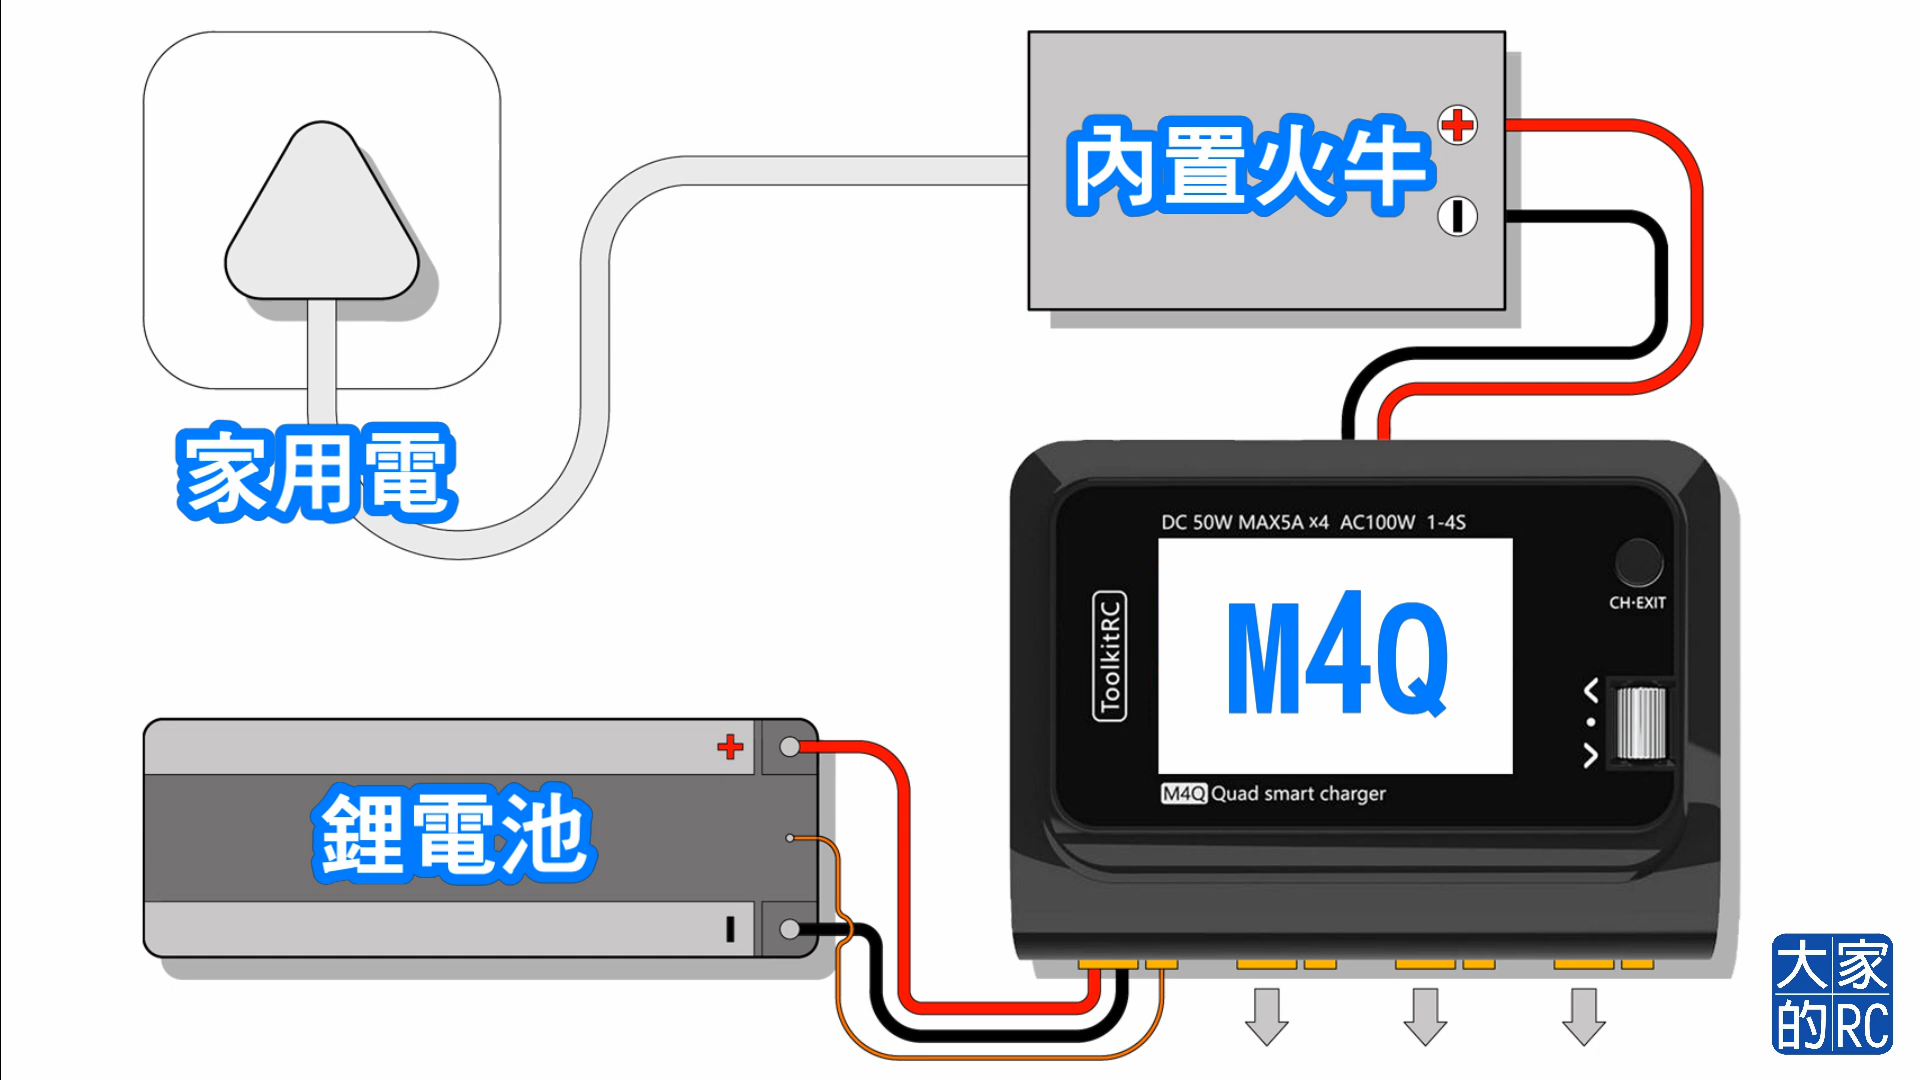 內置火牛
家用電
DC 50W MAX5A x4 AC100W 1-4S
CH·EXIT
ToolkitRC
M4Q
M4Q Quad smart charger
鋰電池
大家
的RC